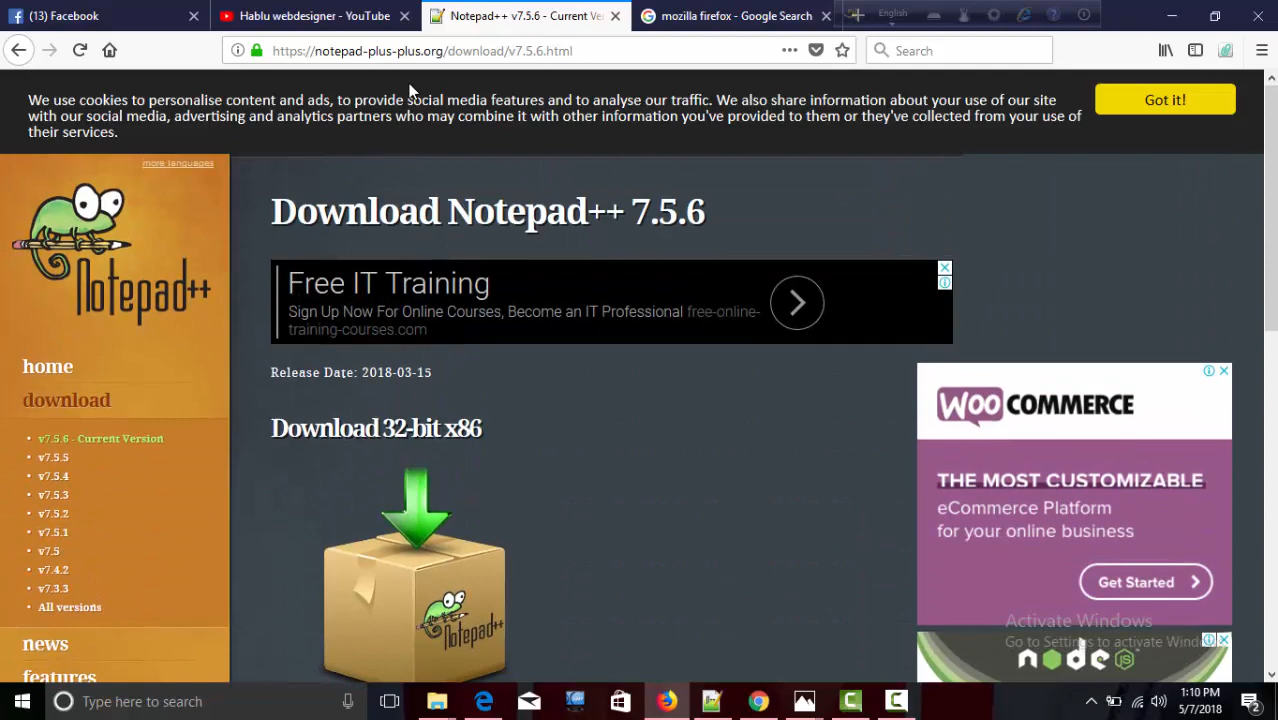 (13) Facebook
Hablu webdesigner - YouTube
Notepad++ v7.5.6 - Current Ve
mozilla firefox - Google Search
English
https://notepad-plus-plus.org/download/v7.5.6.html
Search
We use cookies to personalise content and ads, to provide social media features and to analyse our traffic. We also share information about your use of our site
with our social media, advertising and analytics partners who may combine it with other information you've provided to them or they've collected from your use of
their services.
Got it!
more languages
Notepad++
home
download
v7.5.6 - Current Version
v7.5.5
v7.5.4
v7.5.3
v7.5.2
v7.5.1
v7.5
v7.4.2
v7.3.3
All versions
news
features
Download Notepad++ 7.5.6
Free IT Training
Sign Up Now For Online Courses, Become an IT Professional free-online-
training-courses.com
Release Date: 2018-03-15
Download 32-bit x86
Notepad++
WOO COMMERCE
THE MOST CUSTOMIZABLE
eCommerce Platform
for your online business
Get Started
Activate Windows
Go to Settings to activate Windows
node JS
Type here to search
1:10 PM
5/7/2018
2